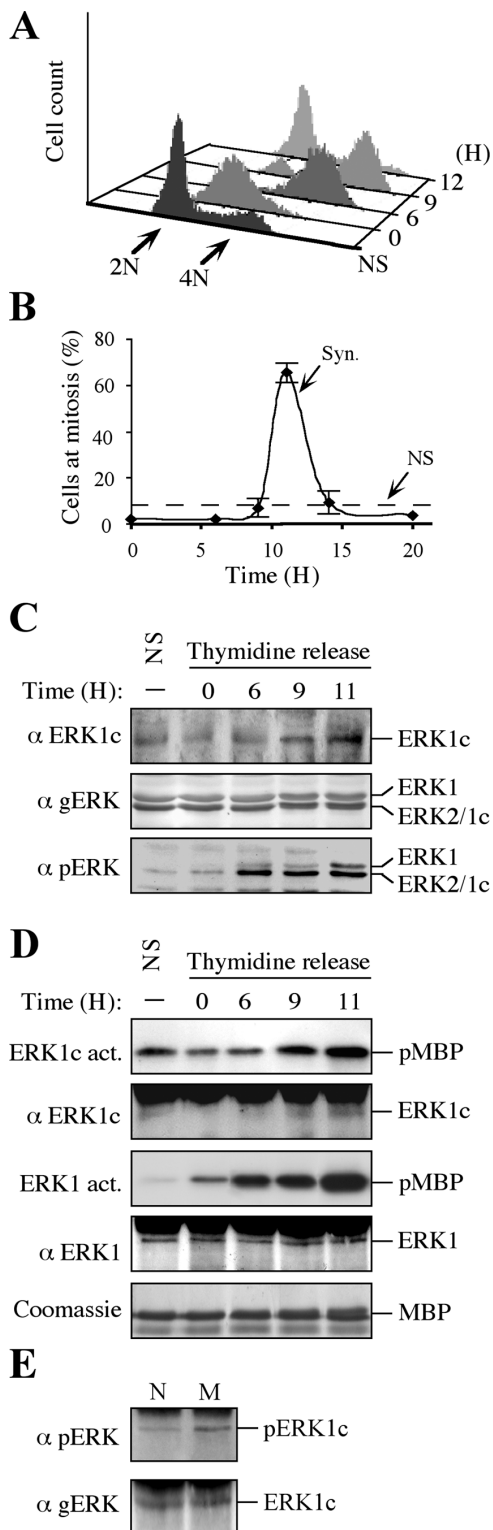 A
Cell count
(H)
12
9
6
0
NS
2N
4N
B
Cells at mitosis (%)
80
60
40
20
0
Syn.
NS
0 5 10 15 20
Time (H)
C
NS
Thymidine release
Time (H): – 0 6 9 11
α ERK1c
ERK1c
α gERK
ERK1
ERK2/1c
α pERK
ERK1
ERK2/1c
D
NS
Thymidine release
Time (H): – 0 6 9 11
ERK1c act.
pMBP
α ERK1c
ERK1c
ERK1 act.
pMBP
α ERK1
ERK1
Coomassie
MBP
E
N M
α pERK
pERK1c
α gERK
ERK1c